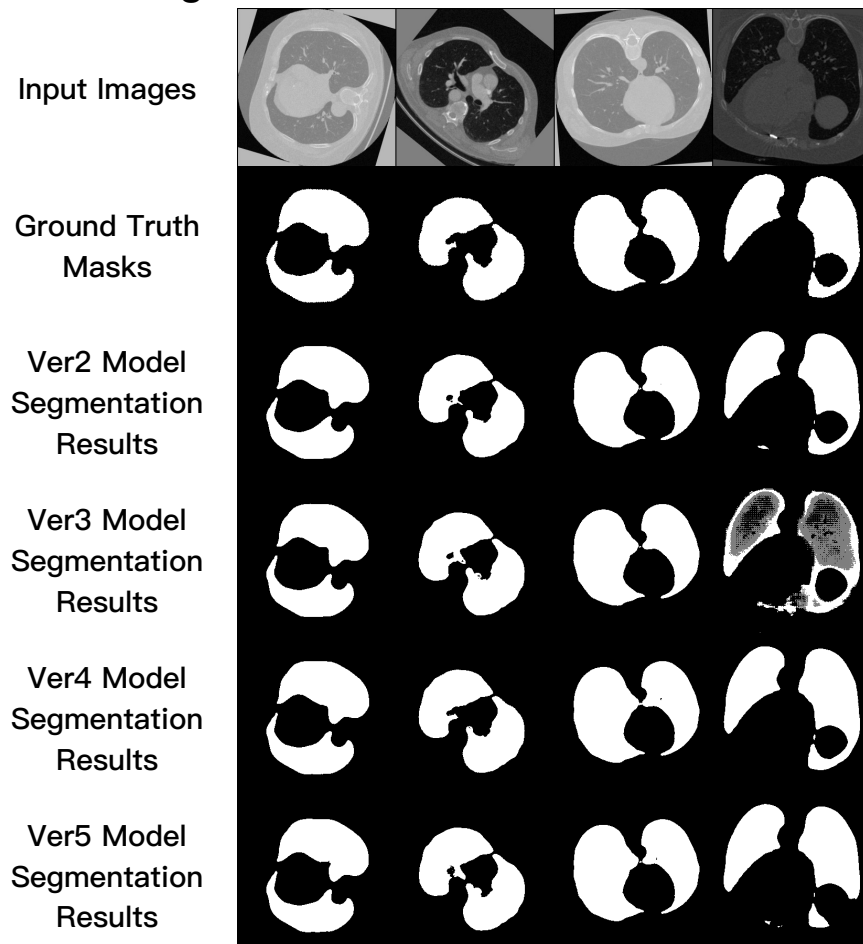 Input Images
Ground Truth
Masks
Ver2 Model
Segmentation
Results
Ver3 Model
Segmentation
Results
Ver4 Model
Segmentation
Results
Ver5 Model
Segmentation
Results